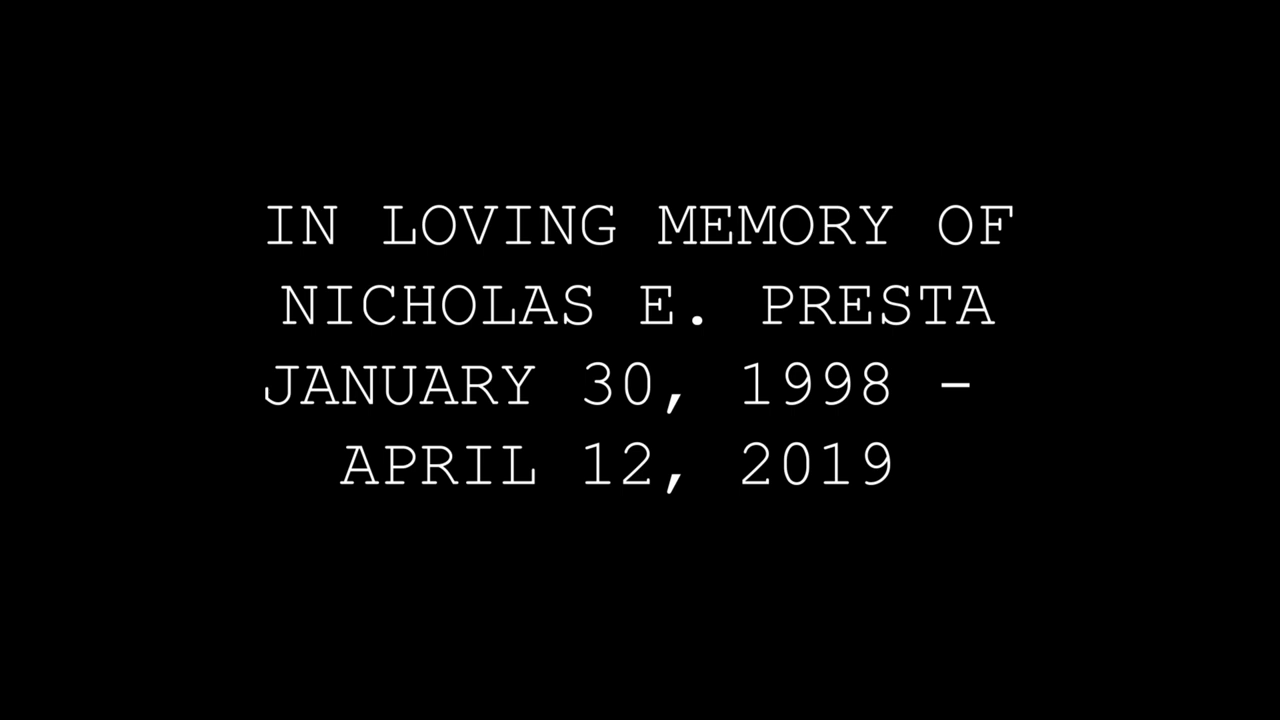 IN LOVING MEMORY OF
NICHOLAS E. PRESTA
JANUARY 30, 1998 -
APRIL 12, 2019